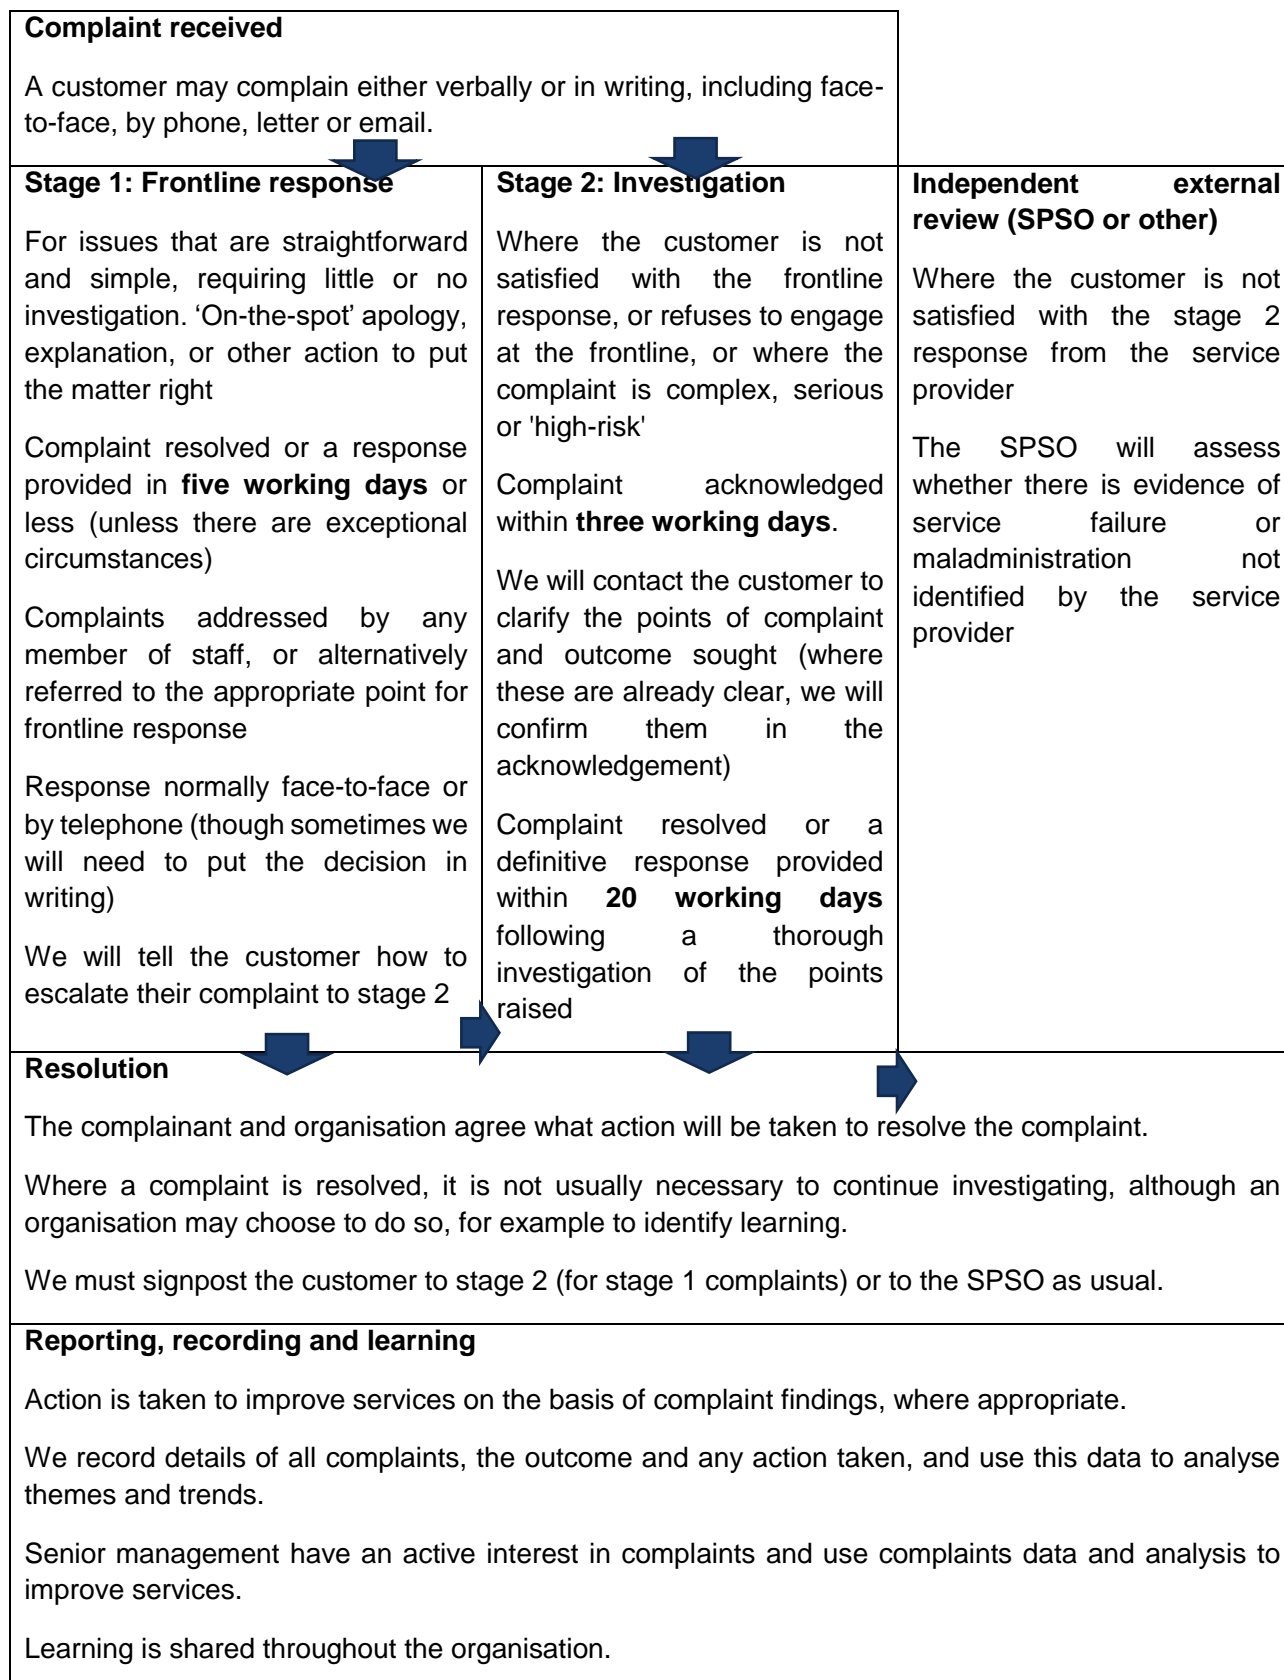 Complaint received
A customer may complain either verbally or in writing, including face-
to-face, by phone, letter or email.
Stage 1: Frontline response
For issues that are straightforward
and simple, requiring little or no
investigation. ‘On-the-spot’ apology,
explanation, or other action to put
the matter right
Complaint resolved or a response
provided in five working days or
less (unless there are exceptional
circumstances)
Complaints addressed by any
member of staff, or alternatively
referred to the appropriate point for
frontline response
Response normally face-to-face or
by telephone (though sometimes we
will need to put the decision in
writing)
We will tell the customer how to
escalate their complaint to stage 2
Stage 2: Investigation
Where the customer is not
satisfied with the frontline
response, or refuses to engage
at the frontline, or where the
complaint is complex, serious
or 'high-risk'
Complaint acknowledged
within three working days.
We will contact the customer to
clarify the points of complaint
and outcome sought (where
these are already clear, we will
confirm them in the
acknowledgement)
Complaint resolved or a
definitive response provided
within 20 working days
following a thorough
investigation of the points
raised
Independent external
review (SPSO or other)
Where the customer is not
satisfied with the stage 2
response from the service
provider
The SPSO will assess
whether there is evidence of
service failure or
maladministration not
identified by the service
provider
Resolution
The complainant and organisation agree what action will be taken to resolve the complaint.
Where a complaint is resolved, it is not usually necessary to continue investigating, although an
organisation may choose to do so, for example to identify learning.
We must signpost the customer to stage 2 (for stage 1 complaints) or to the SPSO as usual.
Reporting, recording and learning
Action is taken to improve services on the basis of complaint findings, where appropriate.
We record details of all complaints, the outcome and any action taken, and use this data to analyse
themes and trends.
Senior management have an active interest in complaints and use complaints data and analysis to
improve services.
Learning is shared throughout the organisation.